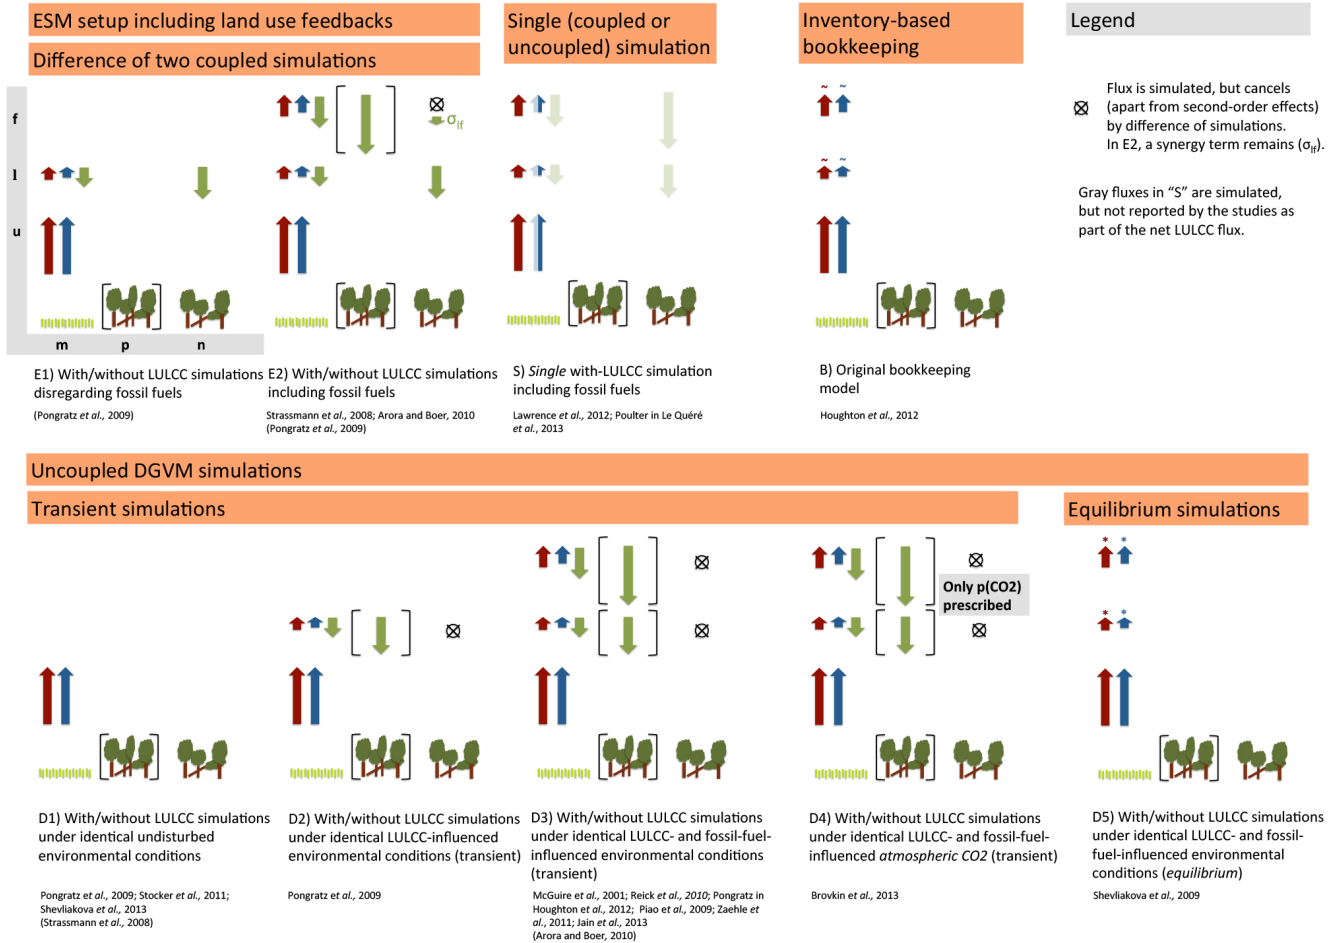 ESM setup including land use feedbacks
Difference of two coupled simulations
Single (coupled or
uncoupled) simulation
Inventory-based
bookkeeping
Legend
f
l
u
m
p
n
σlf
~ ~
~ ~
Flux is simulated, but cancels
(apart from second-order effects)
by difference of simulations.
In E2, a synergy term remains (σlf).
Gray fluxes in “S” are simulated,
but not reported by the studies as
part of the net LULCC flux.
E1) With/without LULCC simulations
disregarding fossil fuels
(Pongratz et al., 2009)
E2) With/without LULCC simulations
including fossil fuels
Strassmann et al., 2008; Arora and Boer, 2010
(Pongratz et al., 2009)
S) Single with-LULCC simulation
including fossil fuels
Lawrence et al., 2012; Poulter in Le Quéré
et al., 2013
B) Original bookkeeping
model
Houghton et al., 2012
Uncoupled DGVM simulations
Transient simulations
Equilibrium simulations
Only p(CO2)
prescribed
* *
* *
D1) With/without LULCC simulations
under identical undisturbed
environmental conditions
Pongratz et al., 2009; Stocker et al., 2011;
Shevliakova et al., 2013
(Strassmann et al., 2008)
D2) With/without LULCC simulations
under identical LULCC-influenced
environmental conditions (transient)
Pongratz et al., 2009
D3) With/without LULCC simulations
under identical LULCC- and fossil-fuel-
influenced environmental conditions
(transient)
McGuire et al., 2001; Reick et al., 2010; Pongratz in
Houghton et al., 2012; Piao et al., 2009; Zaehle et
al., 2011; Jain et al., 2013
(Arora and Boer, 2010)
D4) With/without LULCC simulations
under identical LULCC- and fossil-fuel-
influenced atmospheric CO2 (transient)
Brovkin et al., 2013
D5) With/without LULCC simulations
under identical LULCC- and fossil-
fuel-influenced environmental
conditions (equilibrium)
Shevliakova et al., 2009